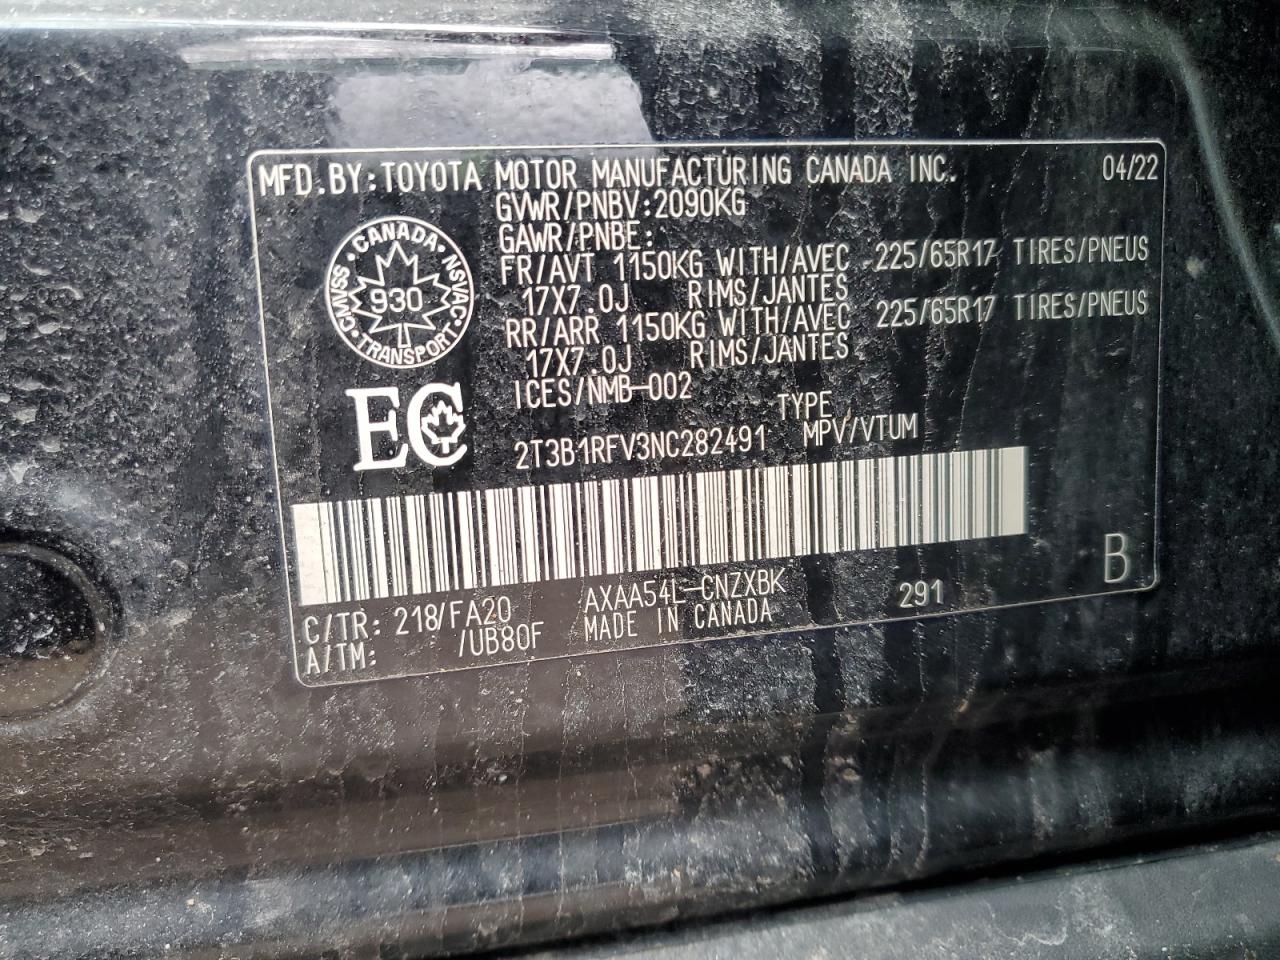 MFD.BY:TOYOTA MOTOR MANUFACTURING CANADA INC. 04/22
GVWR/PNBV:2090KG
GAWR/PNBE:
FR/AVT 1150KG WITH/AVEC 225/65R17 TIRES/PNEUS
17X7.0J RIMS/JANTES
RR/ARR 1150KG WITH/AVEC 225/65R17 TIRES/PNEUS
17X7.0J RIMS/JANTES
ICES/NMB-002
CANADA
CMVSS 930 NSVAC
TRANSPORT
EC
TYPE
2T3B1RFV3NC282491 MPV/VTUM
C/TR: 218/FA20 AXAA54L-CNZXBK 291 B
A/TM: /UB80F MADE IN CANADA